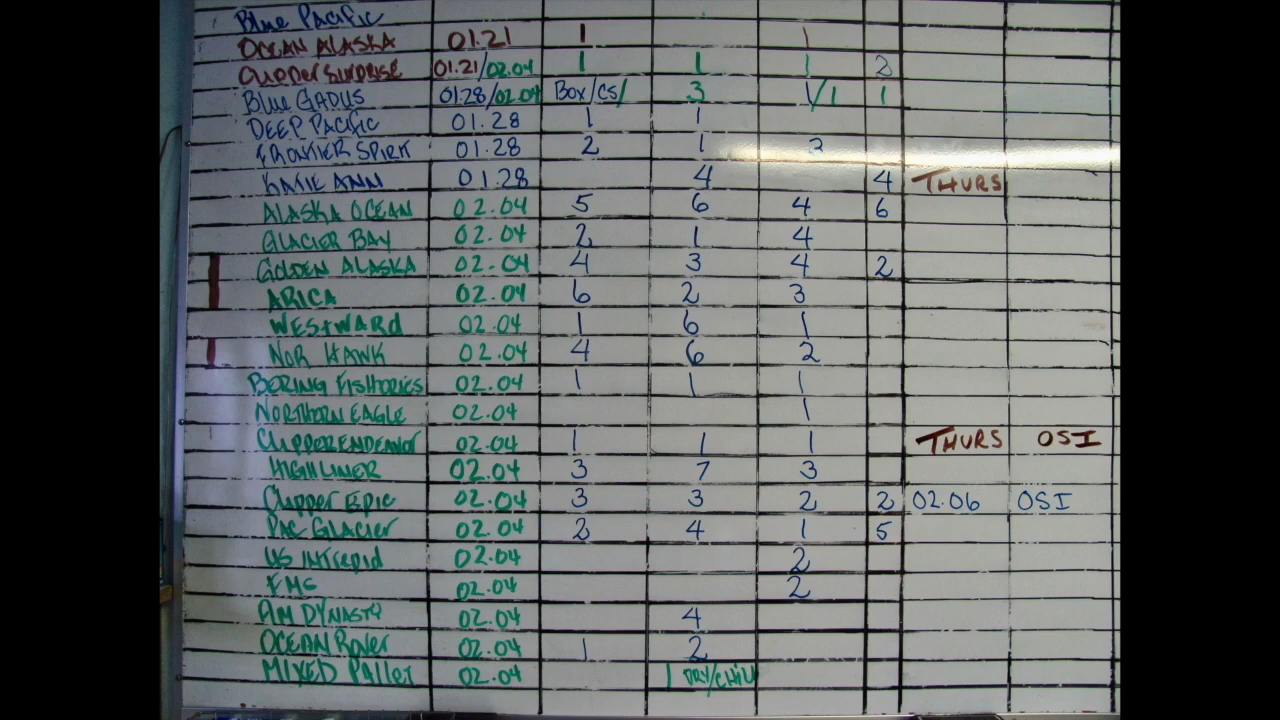 Blue Pacific
OCEAN ALASKA 01.21 1 1
Clipper Surprise 01.21/02.04 1 1 1 2
Blue GADUS 01.28/02.04 Box/CS/ 3 1/1 1
DEEP PACIFIC 01.28 1 1
FRONTIER SPIRIT 01.28 2 1 2
KATIE ANN 01.28 4 4 THURS
ALASKA OCEAN 02.04 5 6 4 6
GLACIER BAY 02.04 2 1 4
GOLDEN ALASKA 02.04 4 3 4 2
ARICA 02.04 6 2 3
WESTWARD 02.04 1 6 1
NOR HAWK 02.04 4 6 2
BERING FISHERIES 02.04 1 1 1
NORTHERN EAGLE 02.04 1
CLIPPER ENDEAVOR 02.04 1 1 1 THURS OSI
HIGHLINER 02.04 3 7 3
Clipper Epic 02.04 3 3 2 2 02.06 OSI
PAC GLACIER 02.04 2 4 1 5
US Intrepid 02.04 2
FMS 02.04 2
AM DYNASTY 02.04 4
OCEAN Rover 02.04 1 2
MIXED Pallet 02.04 1 DRY/CHILL